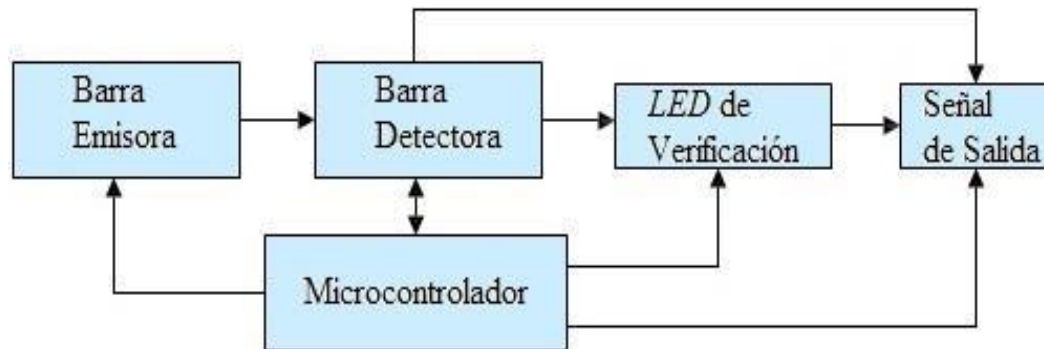 Barra
Emisora
Barra
Detectora
LED de
Verificación
Señal
de Salida
Microcontrolador